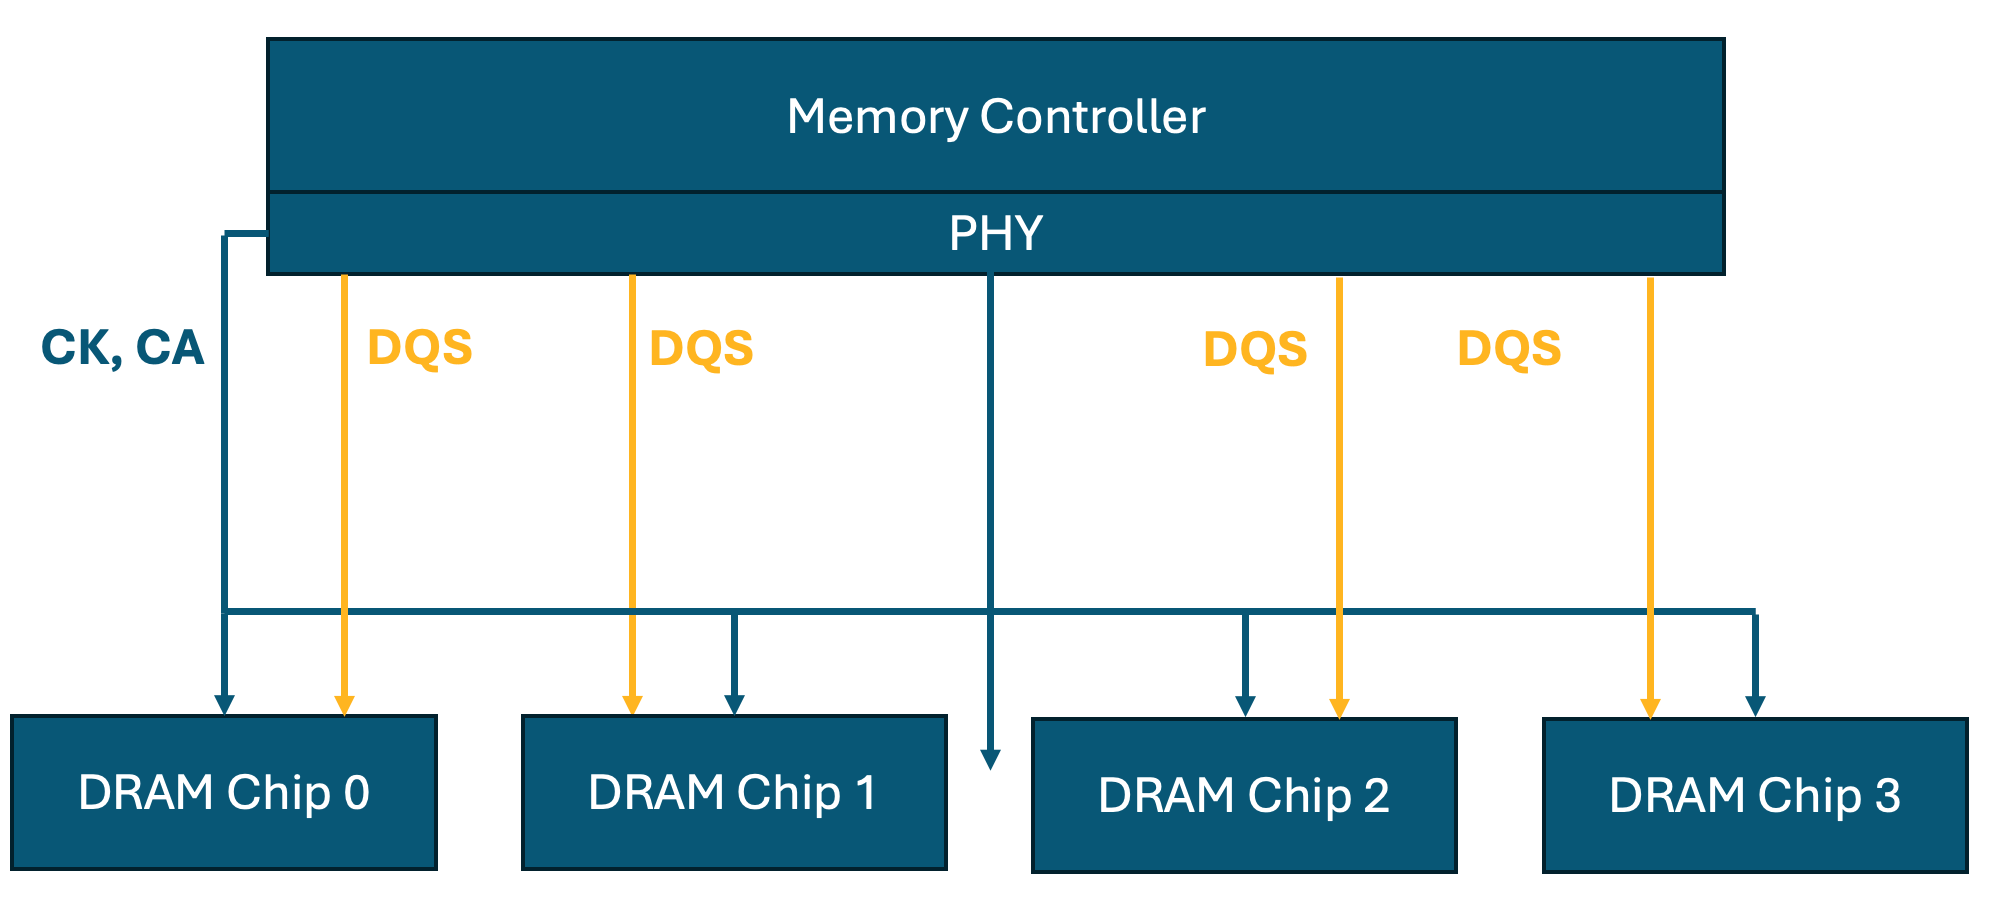 Memory Controller
PHY
CK, CA
DQS
DQS
DQS
DQS
DRAM Chip 0
DRAM Chip 1
DRAM Chip 2
DRAM Chip 3